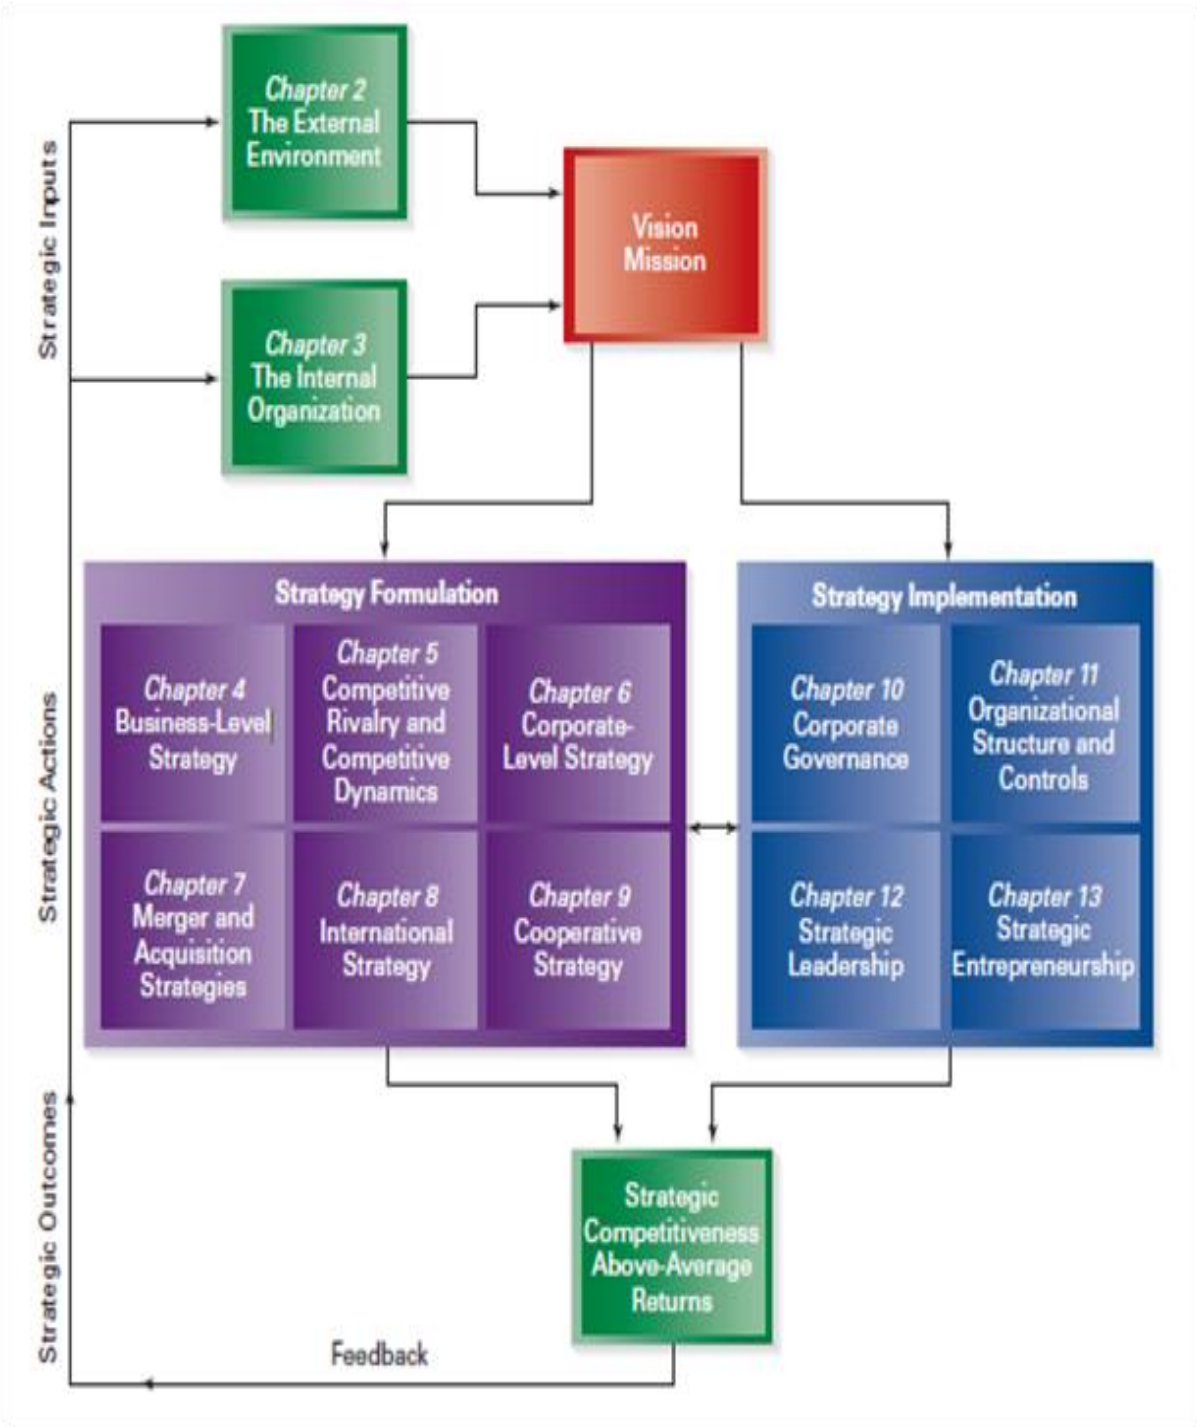 Strategic Inputs
Chapter 2
The External
Environment
Vision
Mission
Chapter 3
The Internal
Organization
Strategic Actions
Strategy Formulation
Chapter 4
Business-Level
Strategy
Chapter 5
Competitive
Rivalry and
Competitive
Dynamics
Chapter 6
Corporate-
Level Strategy
Chapter 7
Merger and
Acquisition
Strategies
Chapter 8
International
Strategy
Chapter 9
Cooperative
Strategy
Strategy Implementation
Chapter 10
Corporate
Governance
Chapter 11
Organizational
Structure and
Controls
Chapter 12
Strategic
Leadership
Chapter 13
Strategic
Entrepreneurship
Strategic Outcomes
Strategic
Competitiveness
Above-Average
Returns
Feedback